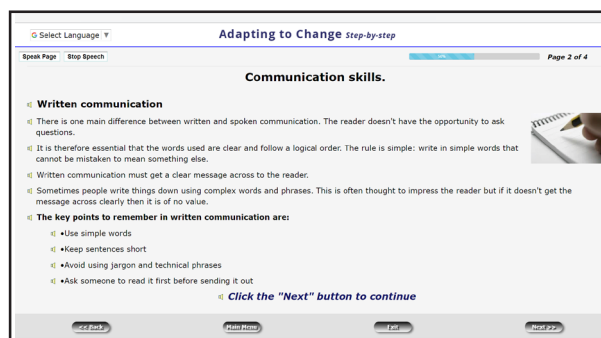 G Select Language ▼
Adapting to Change Step-by-step
Speak Page Stop Speech
Page 2 of 4
Communication skills.
Written communication
There is one main difference between written and spoken communication. The reader doesn't have the opportunity to ask
questions.
It is therefore essential that the words used are clear and follow a logical order. The rule is simple: write in simple words that
cannot be mistaken to mean something else.
Written communication must get a clear message across to the reader.
Sometimes people write things down using complex words and phrases. This is often thought to impress the reader but if it doesn't get the
message across clearly then it is of no value.
The key points to remember in written communication are:
•Use simple words
•Keep sentences short
•Avoid using jargon and technical phrases
•Ask someone to read it first before sending it out
Click the "Next" button to continue
<< Back Main Menu Exit Next >>